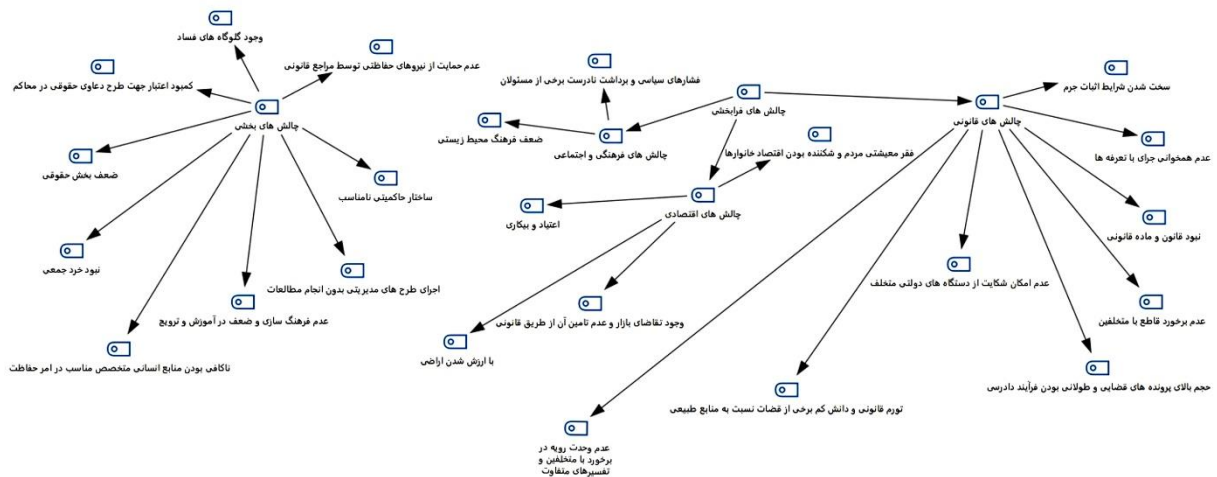 وجود گلوگاه های فساد
عدم حمایت از نیروهای حفاظتی توسط مراجع قانونی
کمبود اعتبار جهت طرح دعاوی حقوقی در محاکم
چالش های بخشی
ضعف بخش حقوقی
ساختار حاکمیتی نامناسب
نبود خرد جمعی
اجرای طرح های مدیریتی بدون انجام مطالعات
عدم فرهنگ سازی و ضعف در آموزش و ترویج
ناکافی بودن منابع انسانی متخصص مناسب در امر حفاظت
فشارهای سیاسی و برداشت نادرست برخی از مسئولان
چالش های فرابخشی
ضعف فرهنگ محیط زیستی
چالش های فرهنگی و اجتماعی
فقر معیشتی مردم و شکننده بودن اقتصاد خانوارها
چالش های اقتصادی
اعتیاد و بیکاری
وجود تقاضای بازار و عدم تامین آن از طریق قانونی
با ارزش شدن اراضی
سخت شدن شرایط اثبات جرم
چالش های قانونی
عدم همخوانی جرای با تعرفه ها
نبود قانون و ماده قانونی
عدم امکان شکایت از دستگاه های دولتی متخلف
عدم برخورد قاطع با متخلفین
حجم بالای پرونده های قضایی و طولانی بودن فرآیند دادرسی
تورم قانونی و دانش کم برخی از قضات نسبت به منابع طبیعی
عدم وحدت رویه در
برخورد با متخلفین و
تفسیرهای متفاوت